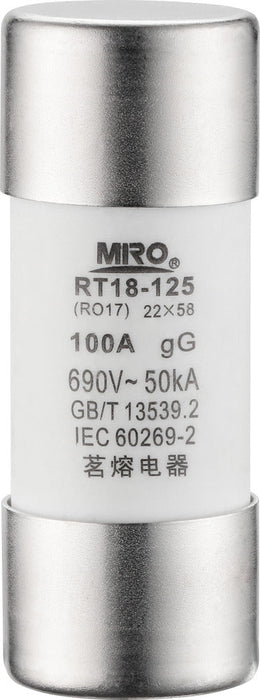 MIRO®
RT18-125
(RO17) 22×58
100A gG
690V~50kA
GB/T 13539.2
IEC 60269-2
茗熔电器